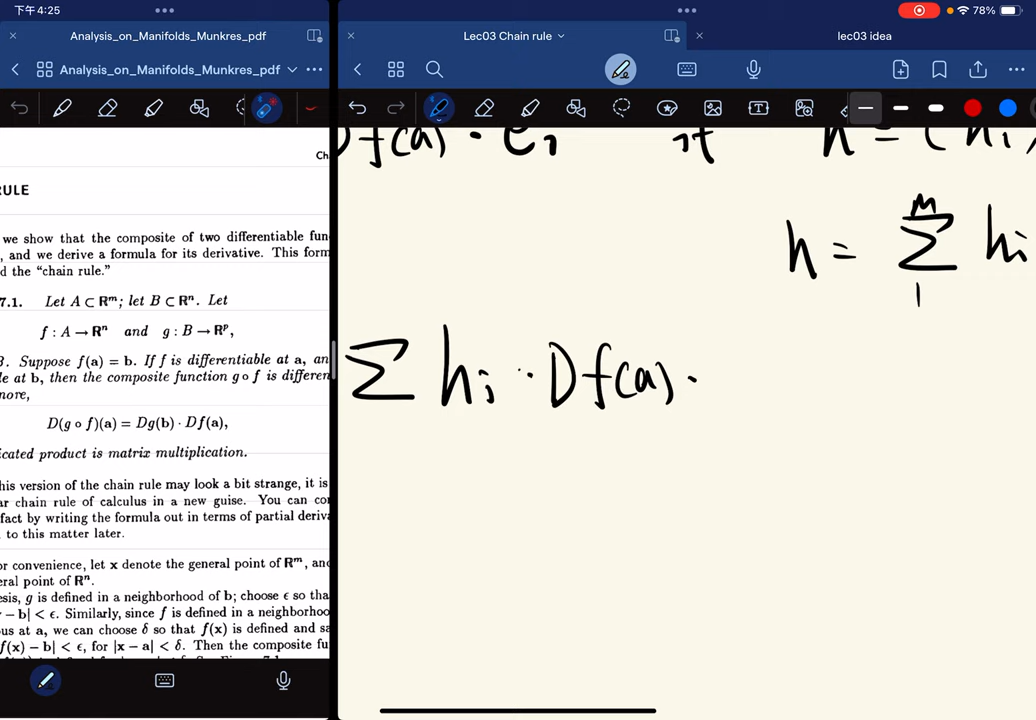 下午4:25
78%
Analysis_on_Manifolds_Munkres_pdf
Analysis_on_Manifolds_Munkres_pdf
Lec03 Chain rule
lec03 idea
Ch
RULE
we show that the composite of two differentiable fun
, and we derive a formula for its derivative. This form
d the “chain rule.”
7.1. Let A ⊂ Rᵐ; let B ⊂ Rⁿ. Let
f : A → Rⁿ and g : B → Rᵖ,
B. Suppose f(a) = b. If f is differentiable at a, an
le at b, then the composite function g ∘ f is differen
more,
D(g ∘ f)(a) = Dg(b) · Df(a),
icated product is matrix multiplication.
his version of the chain rule may look a bit strange, it is
ar chain rule of calculus in a new guise. You can co
fact by writing the formula out in terms of partial deriva
to this matter later.
or convenience, let x denote the general point of Rᵐ, and
eral point of Rⁿ.
esis, g is defined in a neighborhood of b; choose ϵ so tha
– b| < ϵ. Similarly, since f is defined in a neighborhoo
us at a, we can choose δ so that f(x) is defined and sa
f(x) – b| < ϵ, for |x – a| < δ. Then the composite fu
Df(a) · ei if h = (hi,
h = Σ₁ᵐ hi
Σ hi · Df(a) ·